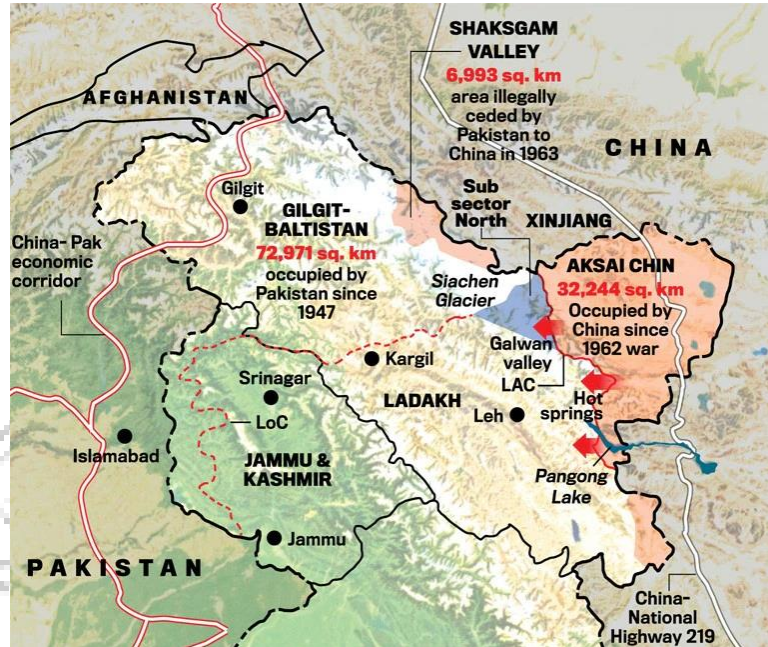 SHAKSGAM
VALLEY
6,993 sq. km
area illegally
ceded by
Pakistan to
China in 1963
AFGHANISTAN
CHINA
Sub
sector
North
XINJIANG
Gilgit
GILGIT-
BALTISTAN
72,971 sq. km
occupied by
Pakistan since
1947
China- Pak
economic
corridor
Siachen
Glacier
AKSAI CHIN
32,244 sq. km
Occupied by
China since
1962 war
Galwan
valley
LAC
Kargil
Hot
springs
Srinagar
LADAKH
Leh
LoC
Islamabad
JAMMU &
KASHMIR
Pangong
Lake
Jammu
PAKISTAN
China-
National
Highway 219